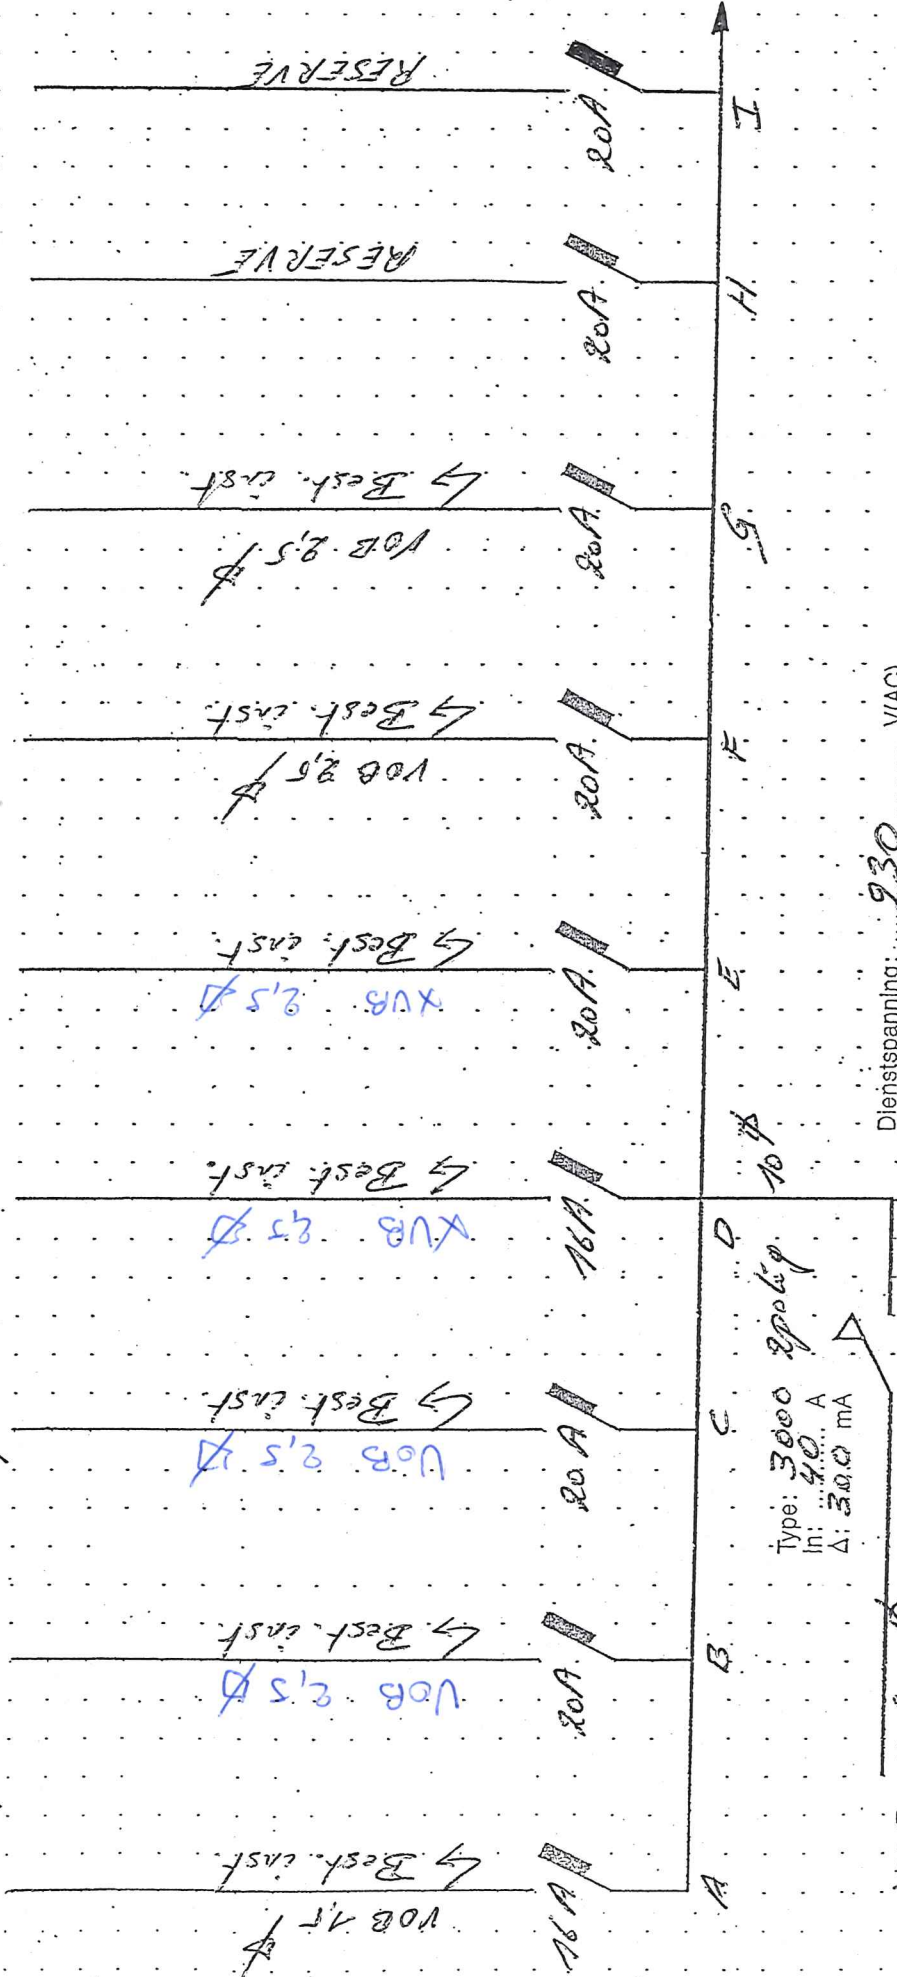 RESERVE
20A
I
RESERVE
20A
H
↳ Best. inst.
VOB 2,5 ∅
20A
G
↳ Best. inst.
VOB 2,5 ∅
20A
F
↳ Best. inst.
XVB 2,5 ∅
20A
E
↳ Best. inst.
XVB 2,5 ∅
16A
D
↳ Best. inst.
VOB 2,5 ∅
20A
C
↳ Best. inst.
VOB 2,5 ∅
20A
B
↳ Best. inst
VOB 1,5 ∅
16A
A
10 ∅
Type: 3000 2polig
In: 40 A
Δ: 300 mA
Dienstspanning: 230 V(AC)